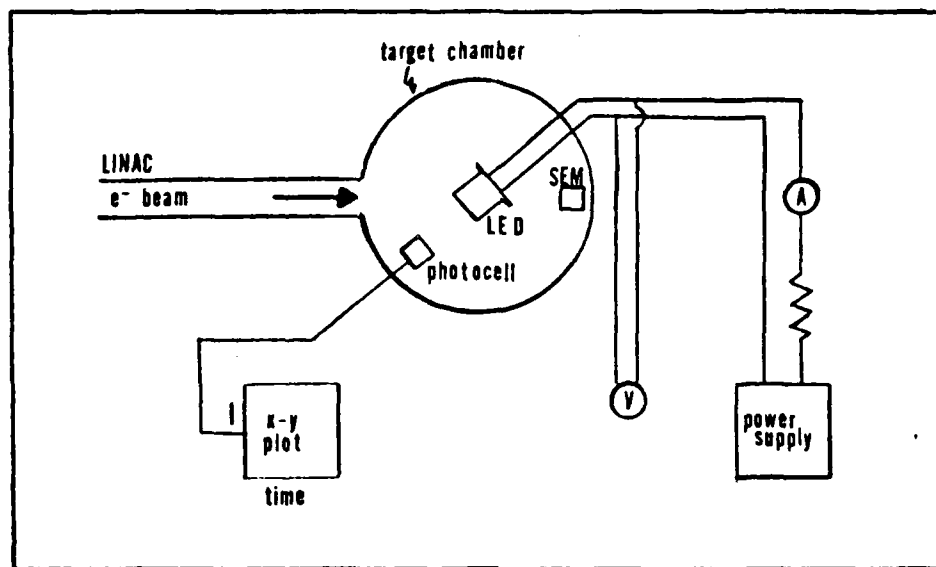 target chamber
LINAC
e⁻ beam
SEM
LED
photocell
A
V
I
x-y
plot
time
power
supply